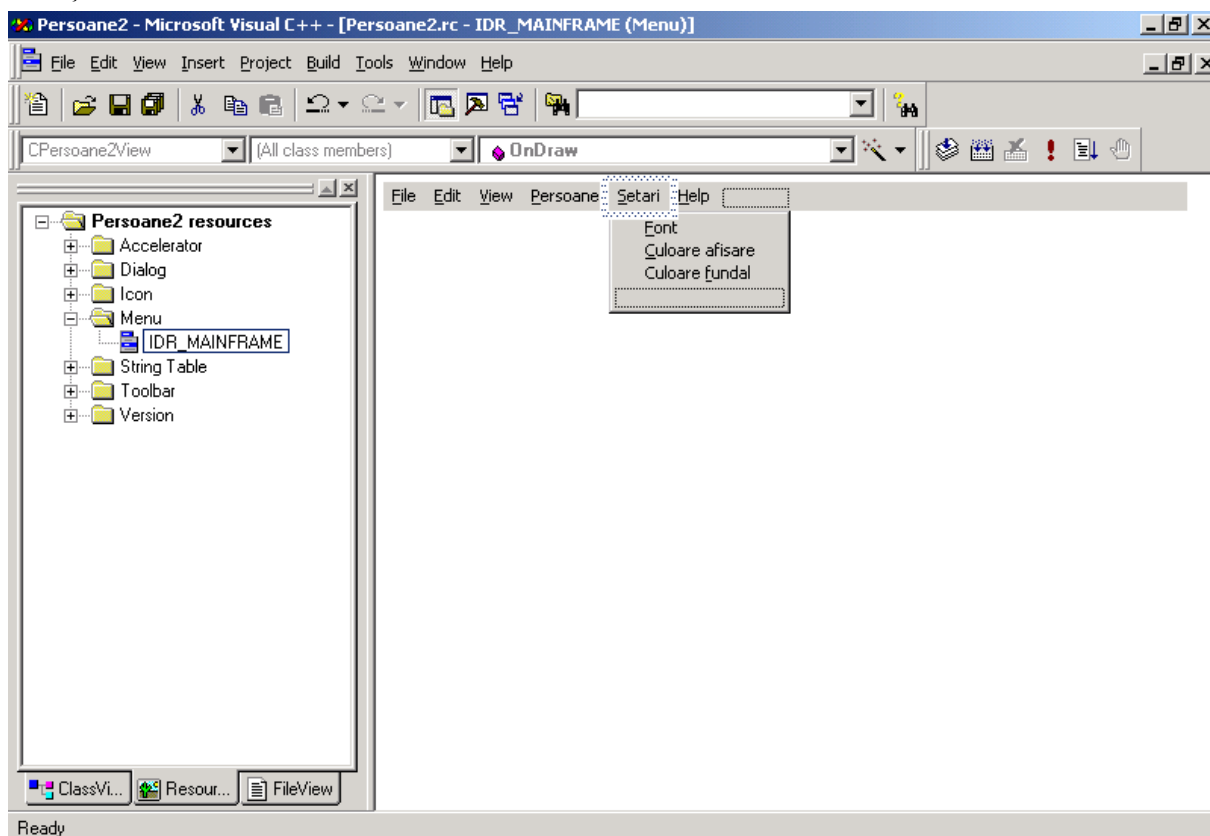 Persoane2 - Microsoft Visual C++ - [Persoane2.rc - IDR_MAINFRAME (Menu)]
File Edit View Insert Project Build Tools Window Help
CPersoane2View (All class members) OnDraw
File Edit View Persoane Setari Help
Font
Culoare afisare
Culoare fundal
Persoane2 resources
Accelerator
Dialog
Icon
Menu
IDR_MAINFRAME
String Table
Toolbar
Version
ClassVi... Resour... FileView
Ready